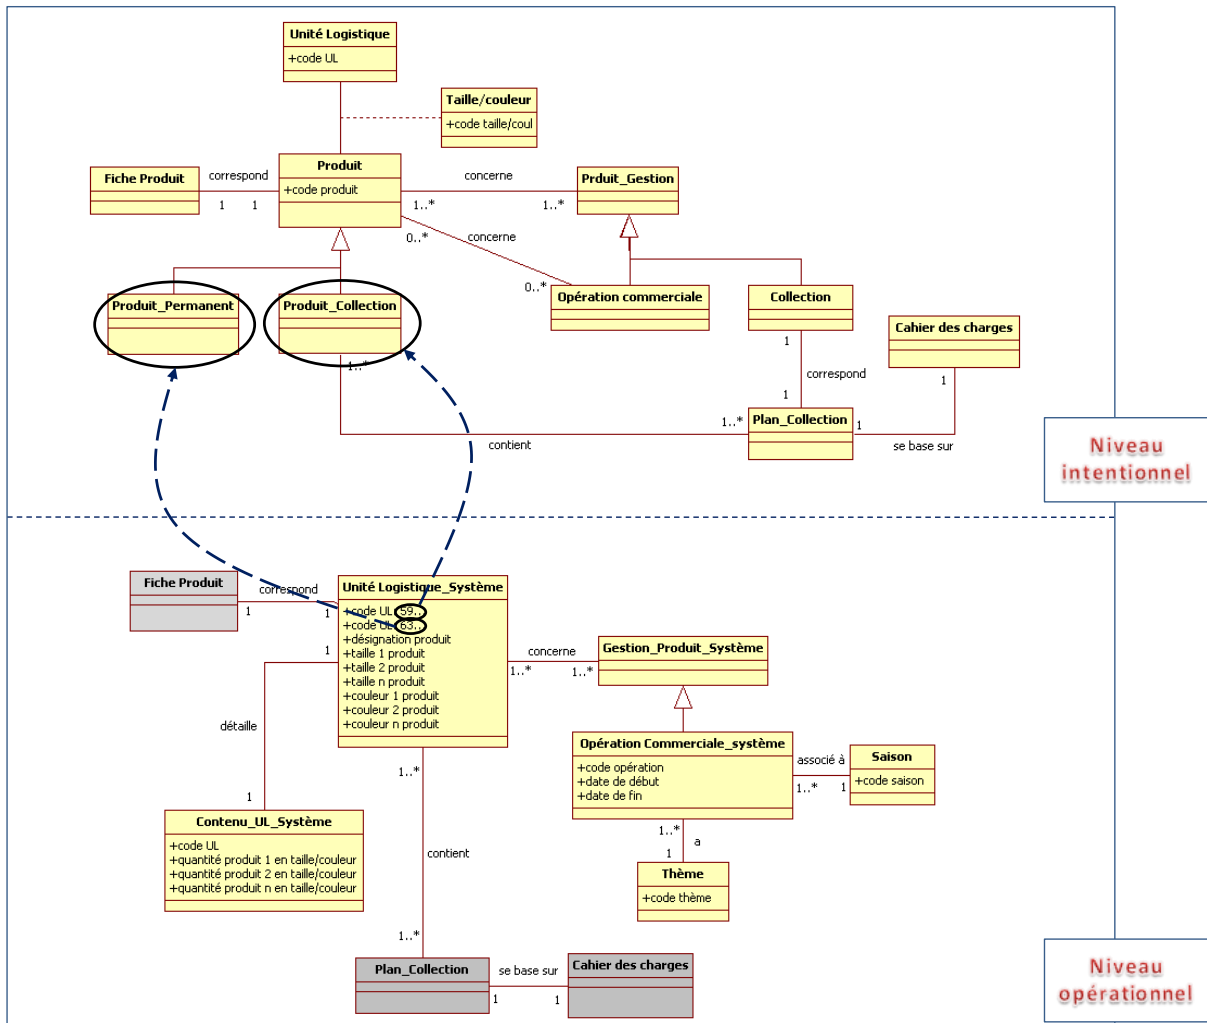 Unité Logistique
+code UL
Taille/couleur
+code taille/coul
Produit
+code produit
Fiche Produit
correspond
1
1
concerne
1..*
1..*
Prduit_Gestion
0..*
concerne
0..*
Produit_Permanent
Produit_Collection
Opération commerciale
Collection
Cahier des charges
1
correspond
1
1
1..*
contient
1..*
Plan_Collection
1
se base sur
Niveau
intentionnel
Fiche Produit
correspond
1
1
Unité Logistique_Système
+code UL 59..
+code UL 63..
+désignation produit
+taille 1 produit
+taille 2 produit
+taille n produit
+couleur 1 produit
+couleur 2 produit
+couleur n produit
1
concerne
1..*
1..*
Gestion_Produit_Système
détaille
1
Opération Commerciale_système
+code opération
+date de début
+date de fin
associé à
1..*
1
Saison
+code saison
1..*
Contenu_UL_Système
+code UL
+quantité produit 1 en taille/couleur
+quantité produit 2 en taille/couleur
+quantité produit n en taille/couleur
contient
1..*
a
1
Thème
+code thème
1..*
Plan_Collection
se base sur
1
1
Cahier des charges
Niveau
opérationnel